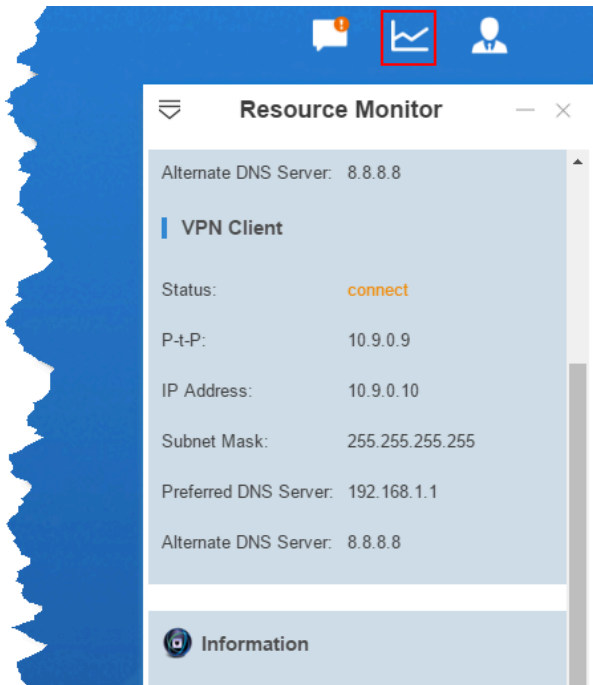 Resource Monitor
Alternate DNS Server: 8.8.8.8
VPN Client
Status: connect
P-t-P: 10.9.0.9
IP Address: 10.9.0.10
Subnet Mask: 255.255.255.255
Preferred DNS Server: 192.168.1.1
Alternate DNS Server: 8.8.8.8
Information